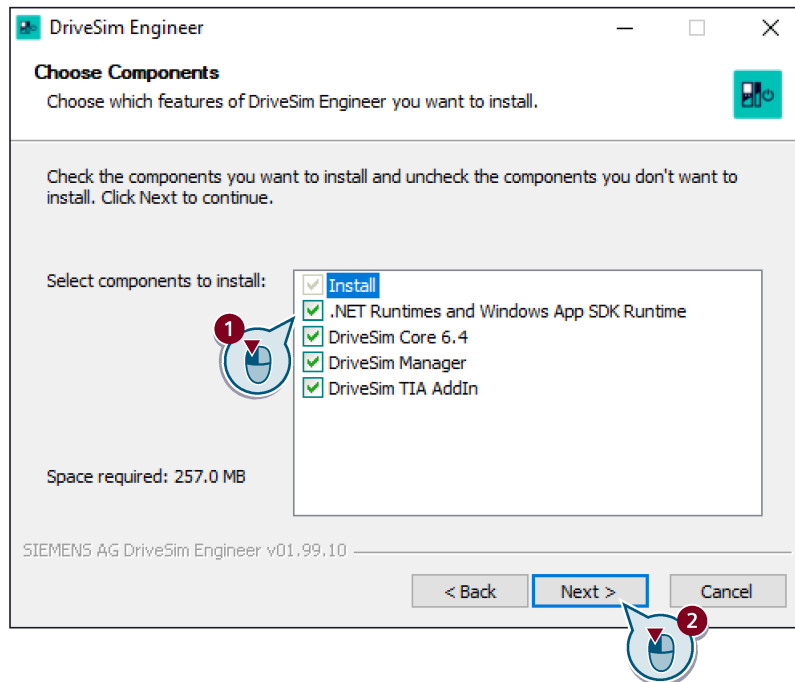 DriveSim Engineer
Choose Components
Choose which features of DriveSim Engineer you want to install.
Check the components you want to install and uncheck the components you don't want to
install. Click Next to continue.
Select components to install:
Install
.NET Runtimes and Windows App SDK Runtime
1
DriveSim Core 6.4
DriveSim Manager
DriveSim TIA AddIn
Space required: 257.0 MB
SIEMENS AG DriveSim Engineer v01.99.10
< Back Next > Cancel
2